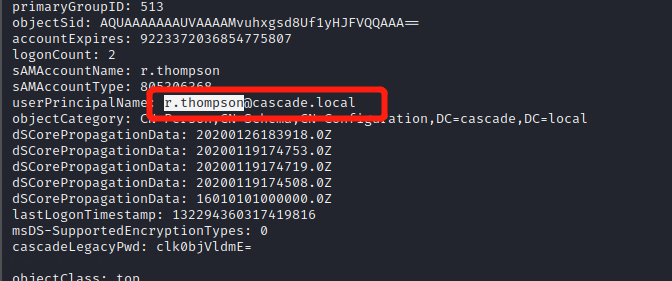 primaryGroupID: 513
objectSid: AQUAAAAAAAUVAAAAMvuhxgsd8Uf1yHJFVQQAAA==
accountExpires: 9223372036854775807
logonCount: 2
sAMAccountName: r.thompson
sAMAccountType: 805306368
userPrincipalName: r.thompson@cascade.local
objectCategory: CN=Person,CN=Schema,CN=Configuration,DC=cascade,DC=local
dSCorePropagationData: 20200126183918.0Z
dSCorePropagationData: 20200119174753.0Z
dSCorePropagationData: 20200119174719.0Z
dSCorePropagationData: 20200119174508.0Z
dSCorePropagationData: 16010101000000.0Z
lastLogonTimestamp: 132294360317419816
msDS-SupportedEncryptionTypes: 0
cascadeLegacyPwd: clk0bjVldmE=
objectClass: top